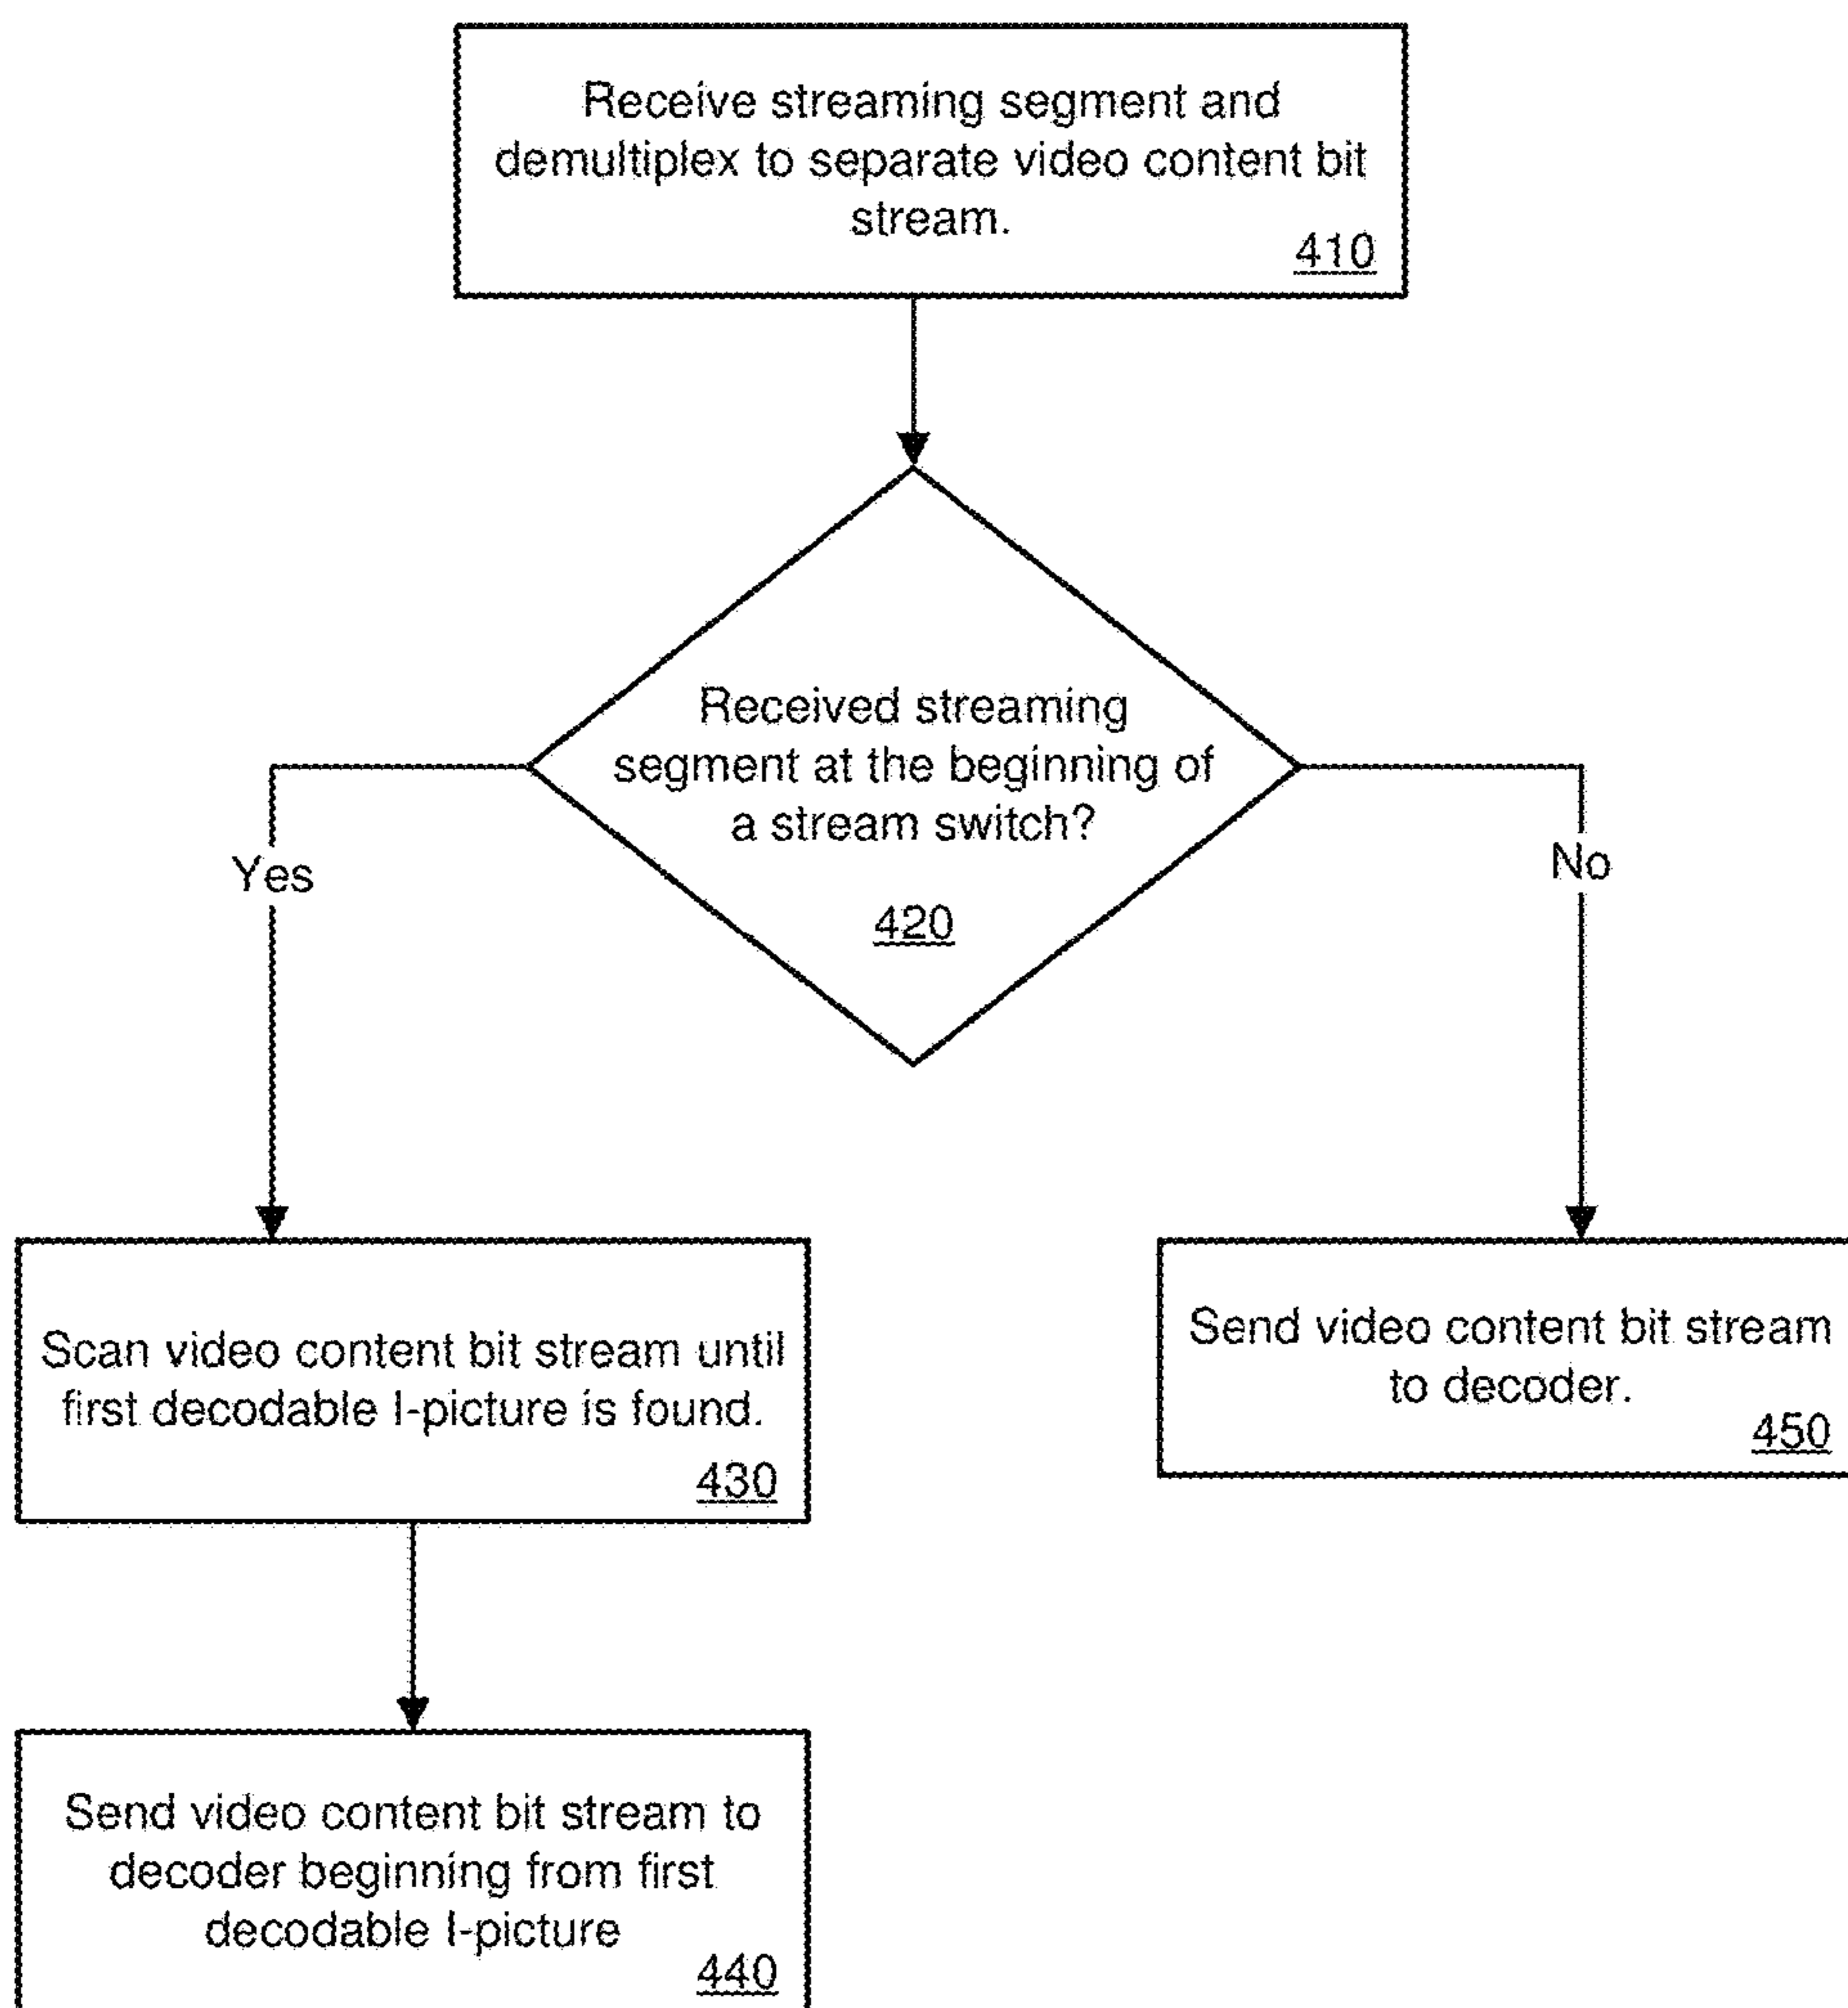 Receive streaming segment and
demultiplex to separate video content bit
stream.
410
Received streaming
segment at the beginning of
a stream switch?
420
Yes
No
Scan video content bit stream until
first decodable I-picture is found.
430
Send video content bit stream
to decoder.
450
Send video content bit stream to
decoder beginning from first
decodable I-picture
440